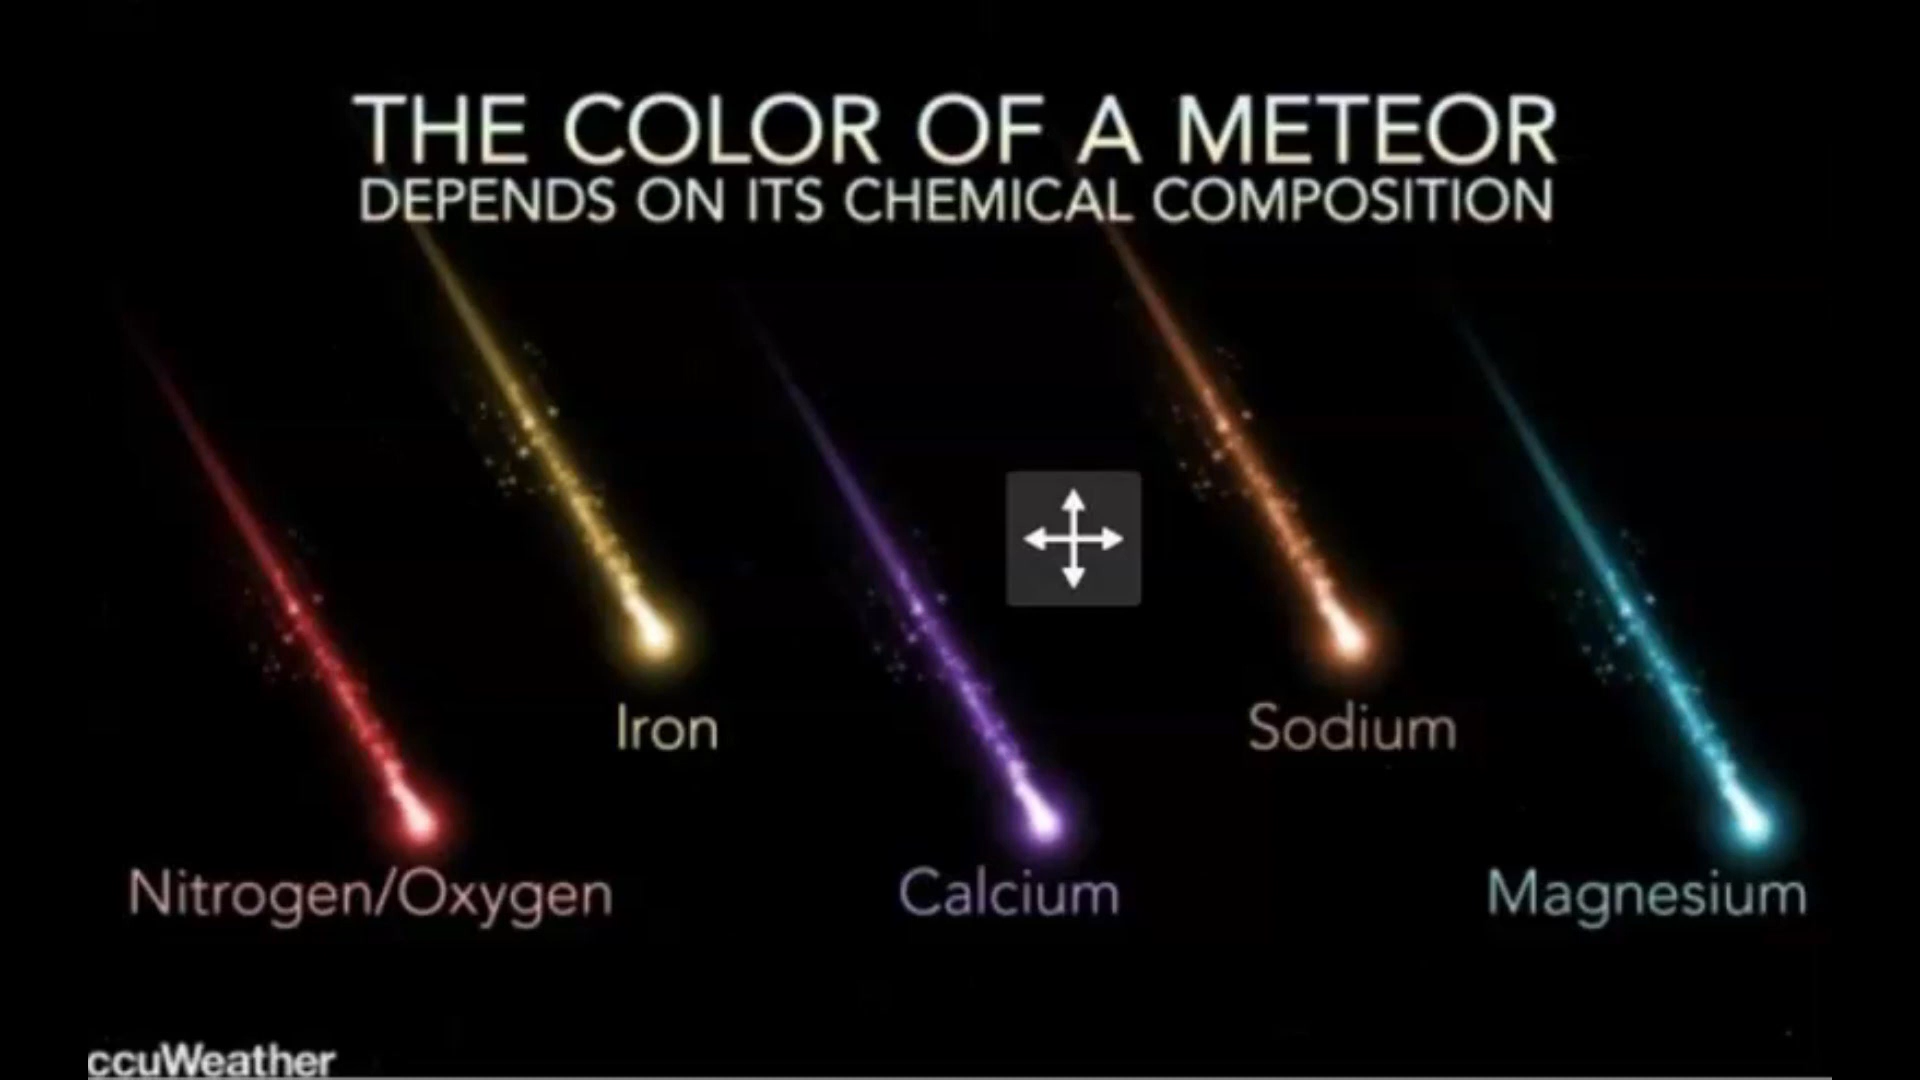 THE COLOR OF A METEOR
DEPENDS ON ITS CHEMICAL COMPOSITION
Iron
Sodium
Nitrogen/Oxygen
Calcium
Magnesium
ccuWeather